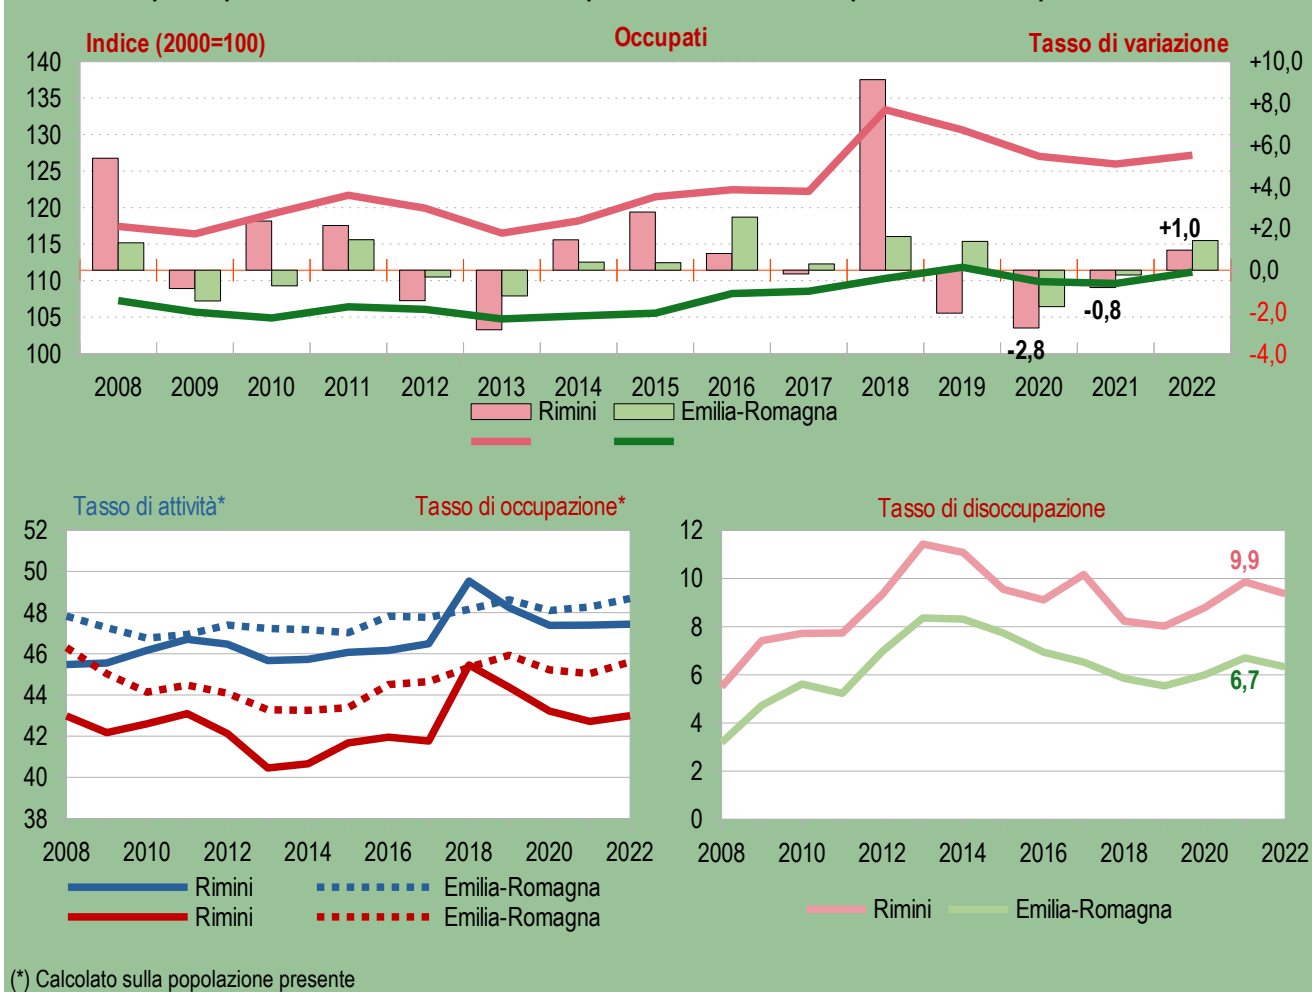 Indice (2000=100) Occupati Tasso di variazione
140 +10,0
135 +8,0
130 +6,0
125 +4,0
120 +2,0
115 0,0
110 -2,0
105 -4,0
100
+1,0
-0,8
-2,8
2008 2009 2010 2011 2012 2013 2014 2015 2016 2017 2018 2019 2020 2021 2022
Rimini Emilia-Romagna
Tasso di attività* Tasso di occupazione*
52
50
48
46
44
42
40
38
2008 2010 2012 2014 2016 2018 2020 2022
Rimini Emilia-Romagna
Rimini Emilia-Romagna
Tasso di disoccupazione
12
10
8
6
4
2
0
9,9
6,7
2008 2010 2012 2014 2016 2018 2020 2022
Rimini Emilia-Romagna
(*) Calcolato sulla popolazione presente